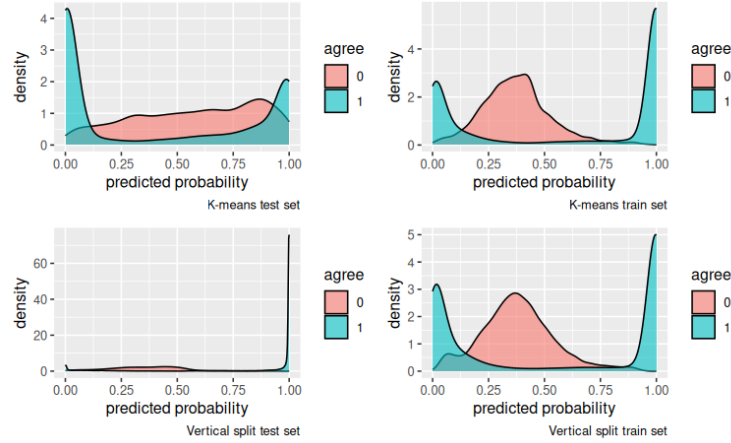 4
3
2
1
0
density
0.00 0.25 0.50 0.75 1.00
predicted probability
K-means test set
agree
0
1
4
2
0
density
0.00 0.25 0.50 0.75 1.00
predicted probability
K-means train set
agree
0
1
60
40
20
0
density
0.00 0.25 0.50 0.75 1.00
predicted probability
Vertical split test set
agree
0
1
5
4
3
2
1
0
density
0.00 0.25 0.50 0.75 1.00
predicted probability
Vertical split train set
agree
0
1